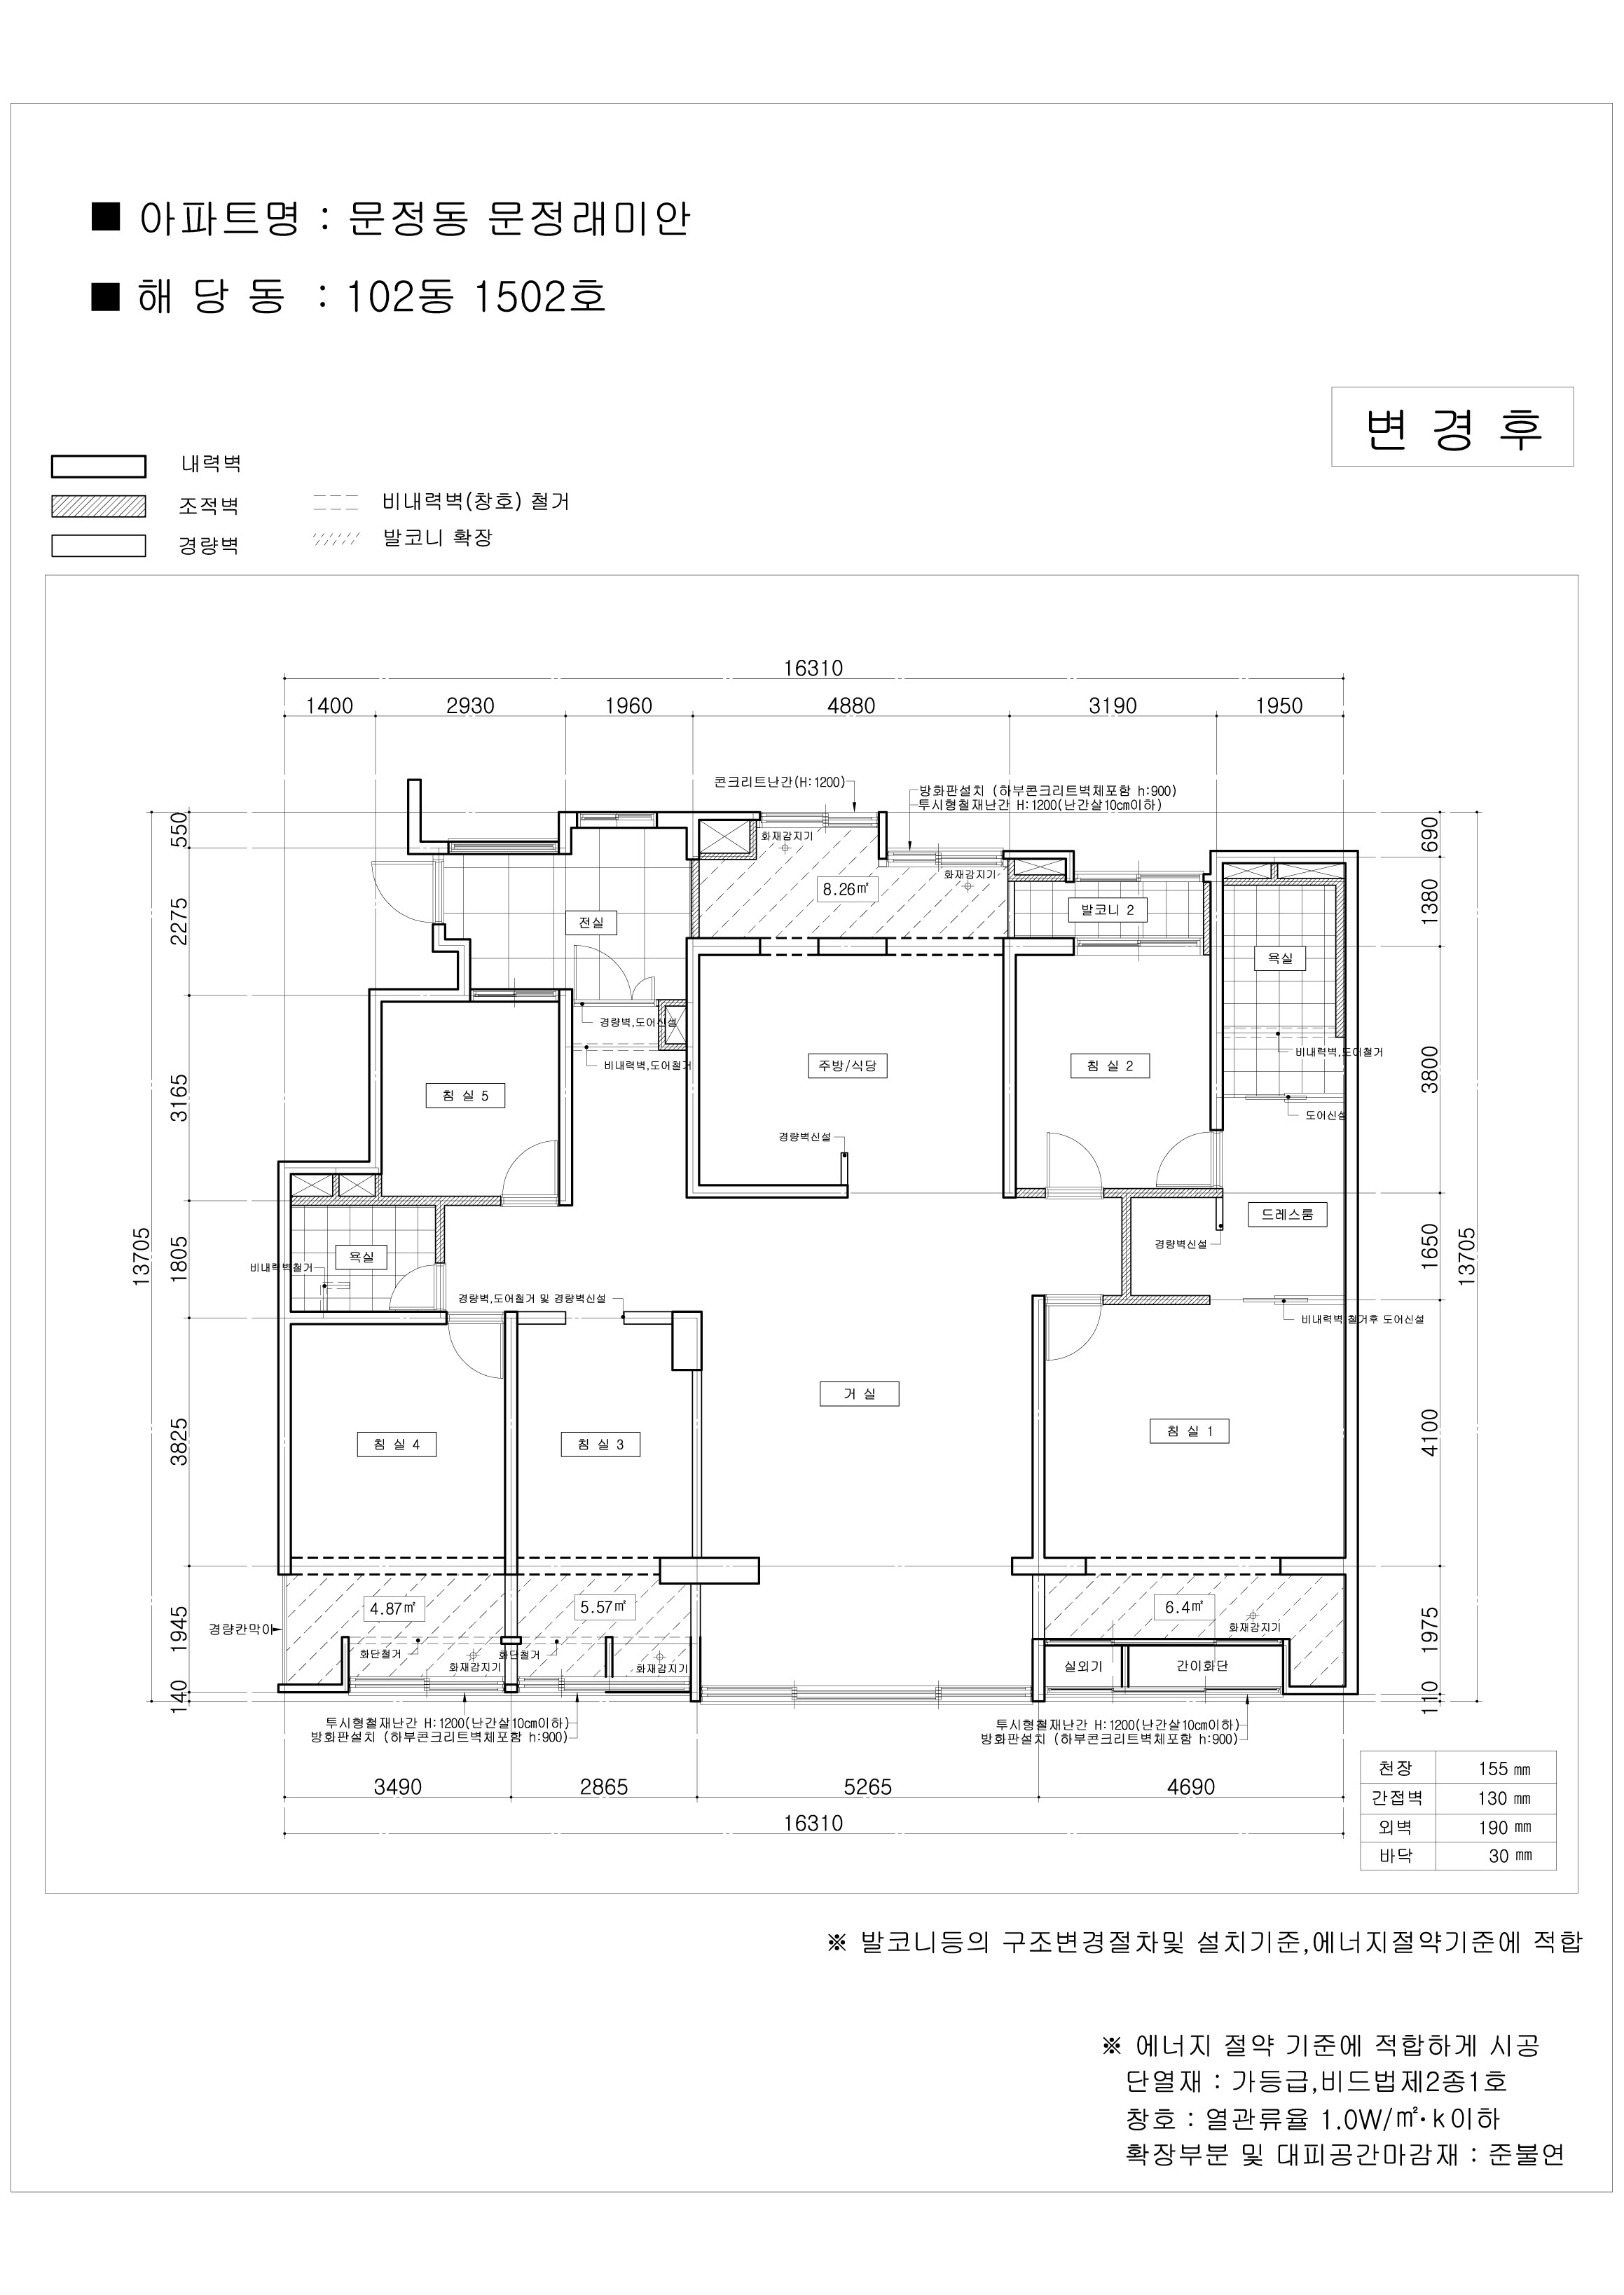 ■ 아파트명 : 문정동 문정래미안
■ 해 당 동 : 102동 1502호
변 경 후
내력벽
조적벽
경량벽
비내력벽(창호) 철거
발코니 확장
16310
1400 2930 1960 4880 3190 1950
콘크리트난간(H:1200)
방화판설치 (하부콘크리트벽체포함 h:900)
투시형철재난간 H:1200(난간살10cm이하)
550
2275
3165
1805
3825
1945
140
13705
690
1380
3800
1650
4100
1975
110
13705
화재감지기
화재감지기
8.26㎡
전실
발코니 2
욕실
경량벽,도어신설
비내력벽,도어철거
주방/식당
침 실 2
비내력벽,도어철거
침 실 5
도어신설
경량벽신설
드레스룸
경량벽신설
욕실
비내력벽철거
경량벽,도어철거 및 경량벽신설
비내력벽 철거후 도어신설
거 실
침 실 4
침 실 3
침 실 1
4.87㎡
5.57㎡
6.4㎡
경량칸막이
화단철거
화단철거
화재감지기
화재감지기
화재감지기
실외기
간이화단
투시형철재난간 H:1200(난간살10cm이하)
방화판설치 (하부콘크리트벽체포함 h:900)
투시형철재난간 H:1200(난간살10cm이하)
방화판설치 (하부콘크리트벽체포함 h:900)
3490 2865 5265 4690
16310
천장 155 ㎜
간접벽 130 ㎜
외벽 190 ㎜
바닥 30 ㎜
※ 발코니등의 구조변경절차및 설치기준,에너지절약기준에 적합
※ 에너지 절약 기준에 적합하게 시공
단열재 : 가등급,비드법제2종1호
창호 : 열관류율 1.0W/㎡·k이하
확장부분 및 대피공간마감재 : 준불연